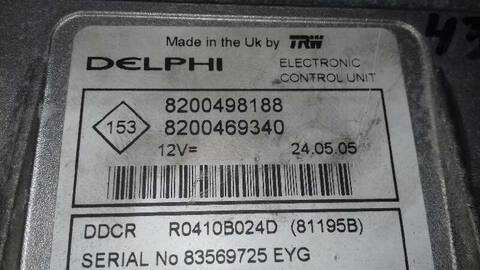 Made in the Uk by TRW
DELPHI
ELECTRONIC
CONTROL UNIT
153
8200498188
8200469340
12V= 24.05.05
DDCR R0410B024D (81195B)
SERIAL No 83569725 EYG
43